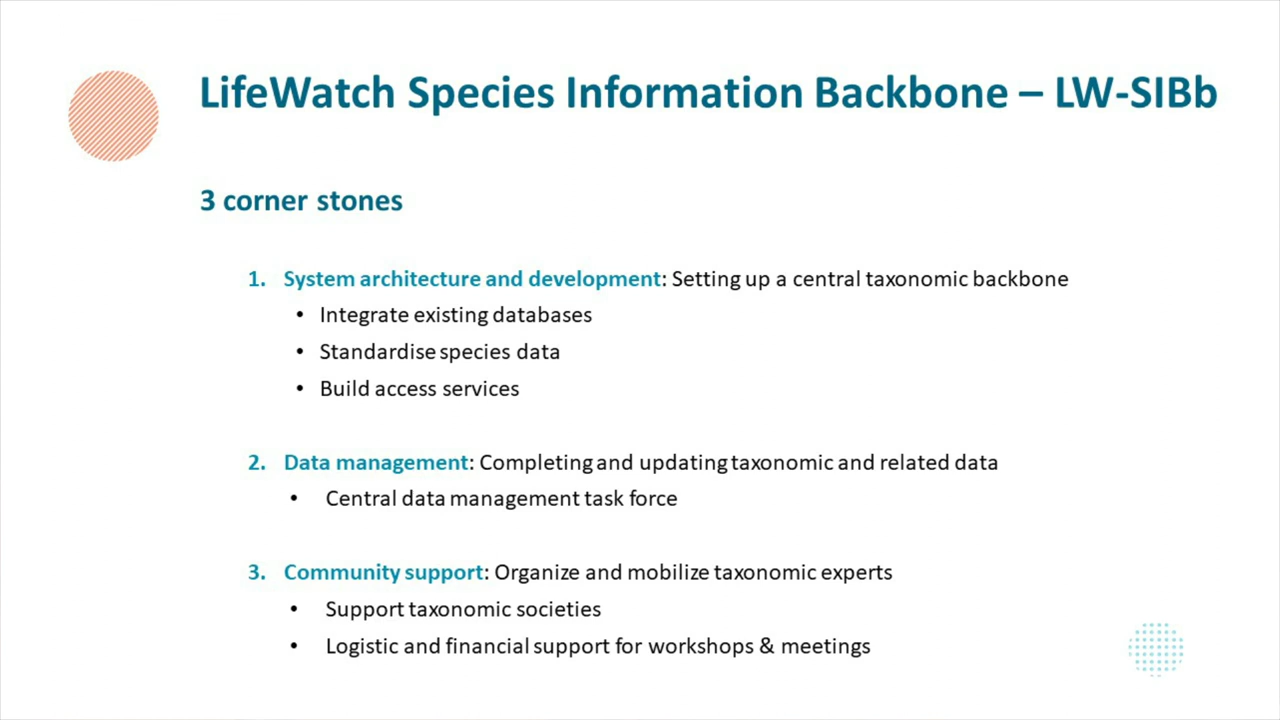 LifeWatch Species Information Backbone – LW-SIBb
3 corner stones
1. System architecture and development: Setting up a central taxonomic backbone
• Integrate existing databases
• Standardise species data
• Build access services
2. Data management: Completing and updating taxonomic and related data
• Central data management task force
3. Community support: Organize and mobilize taxonomic experts
• Support taxonomic societies
• Logistic and financial support for workshops & meetings